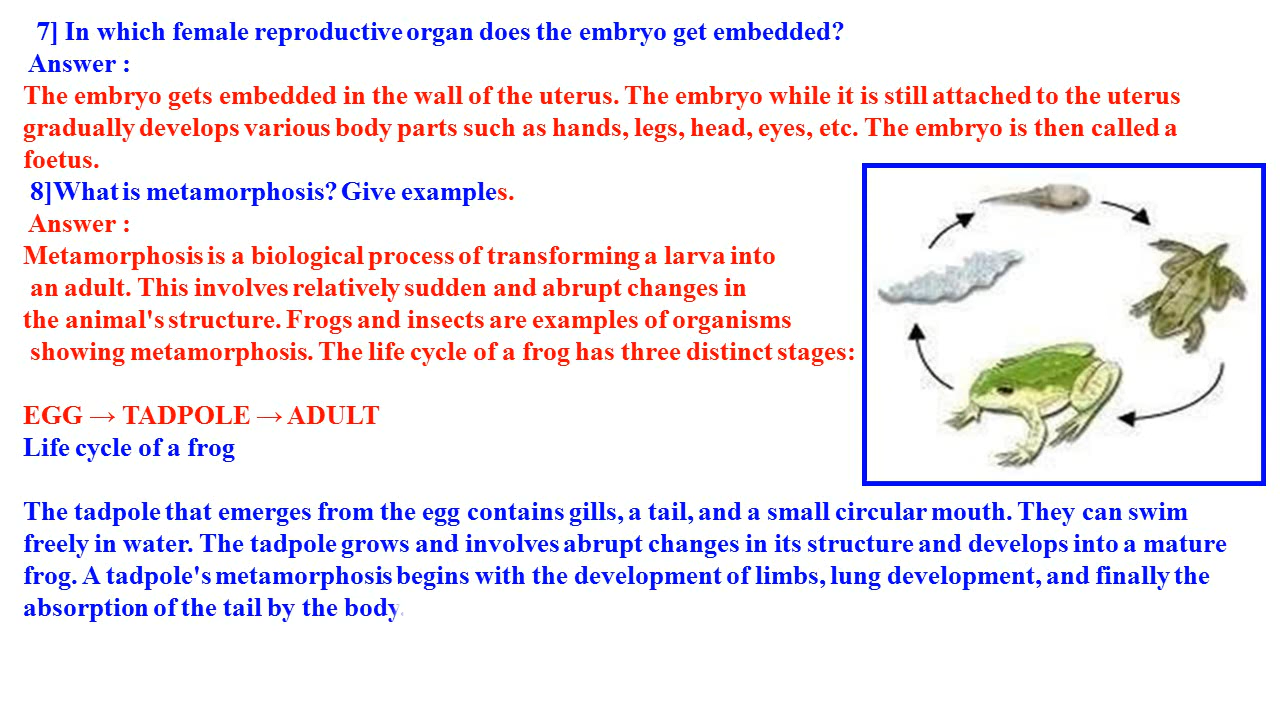 7] In which female reproductive organ does the embryo get embedded?
Answer :
The embryo gets embedded in the wall of the uterus. The embryo while it is still attached to the uterus
gradually develops various body parts such as hands, legs, head, eyes, etc. The embryo is then called a
foetus.
8]What is metamorphosis? Give examples.
Answer :
Metamorphosis is a biological process of transforming a larva into
an adult. This involves relatively sudden and abrupt changes in
the animal's structure. Frogs and insects are examples of organisms
showing metamorphosis. The life cycle of a frog has three distinct stages:
EGG → TADPOLE → ADULT
Life cycle of a frog
The tadpole that emerges from the egg contains gills, a tail, and a small circular mouth. They can swim
freely in water. The tadpole grows and involves abrupt changes in its structure and develops into a mature
frog. A tadpole's metamorphosis begins with the development of limbs, lung development, and finally the
absorption of the tail by the body.